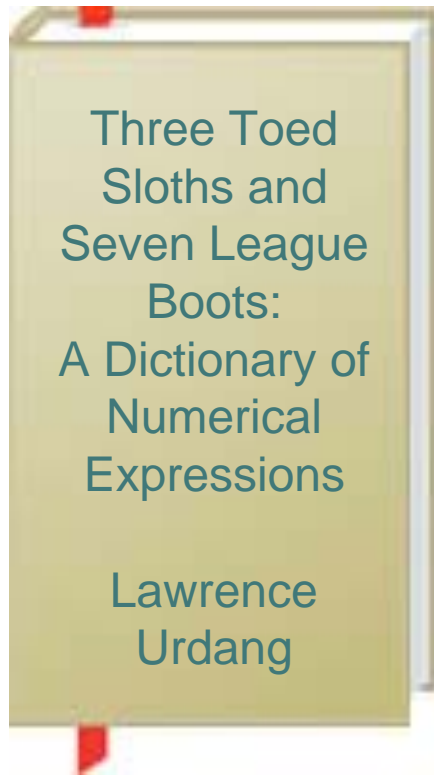 Three Toed
Sloths and
Seven League
Boots:
A Dictionary of
Numerical
Expressions
Lawrence
Urdang